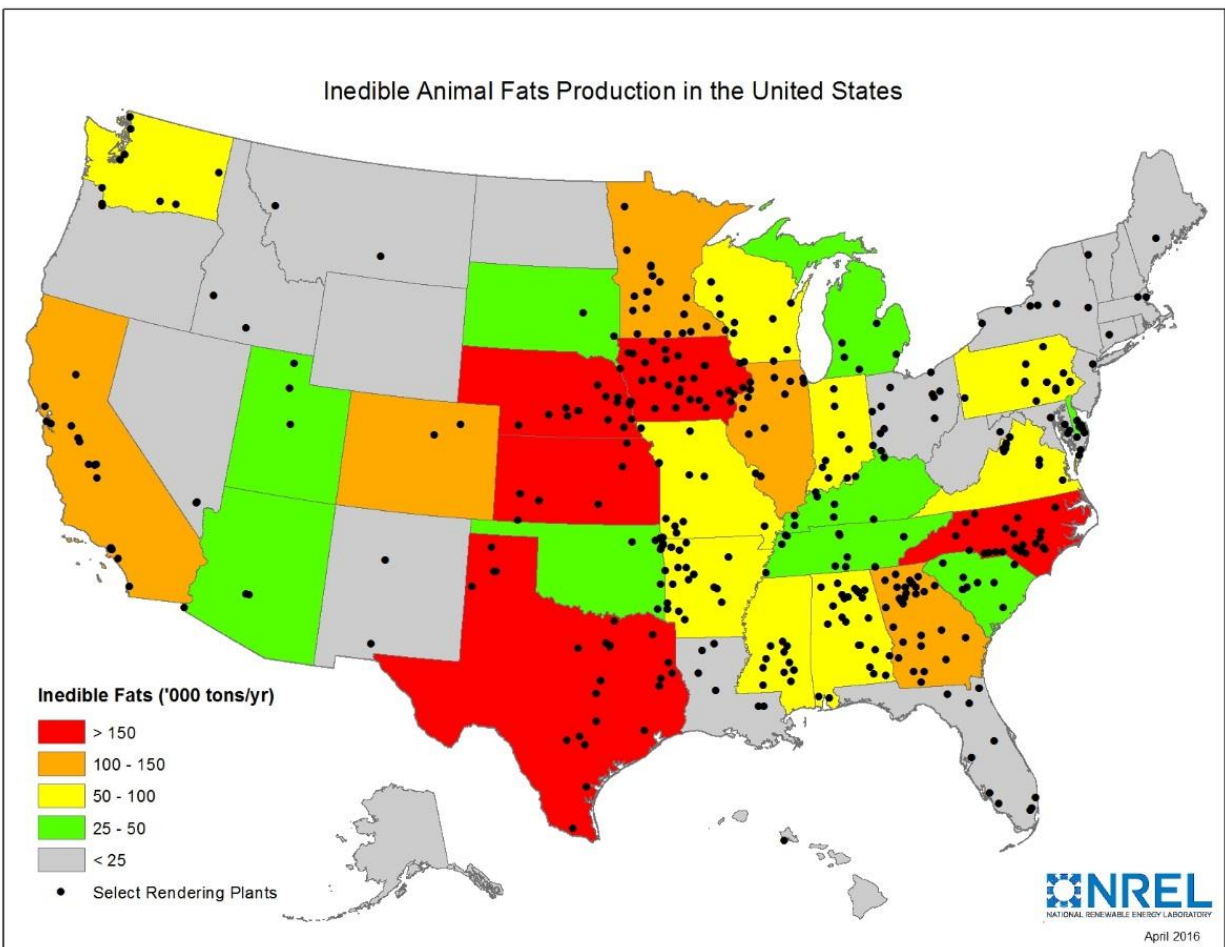 Inedible Animal Fats Production in the United States
Inedible Fats ('000 tons/yr)
> 150
100 - 150
50 - 100
25 - 50
< 25
Select Rendering Plants
NREL
NATIONAL RENEWABLE ENERGY LABORATORY
April 2016